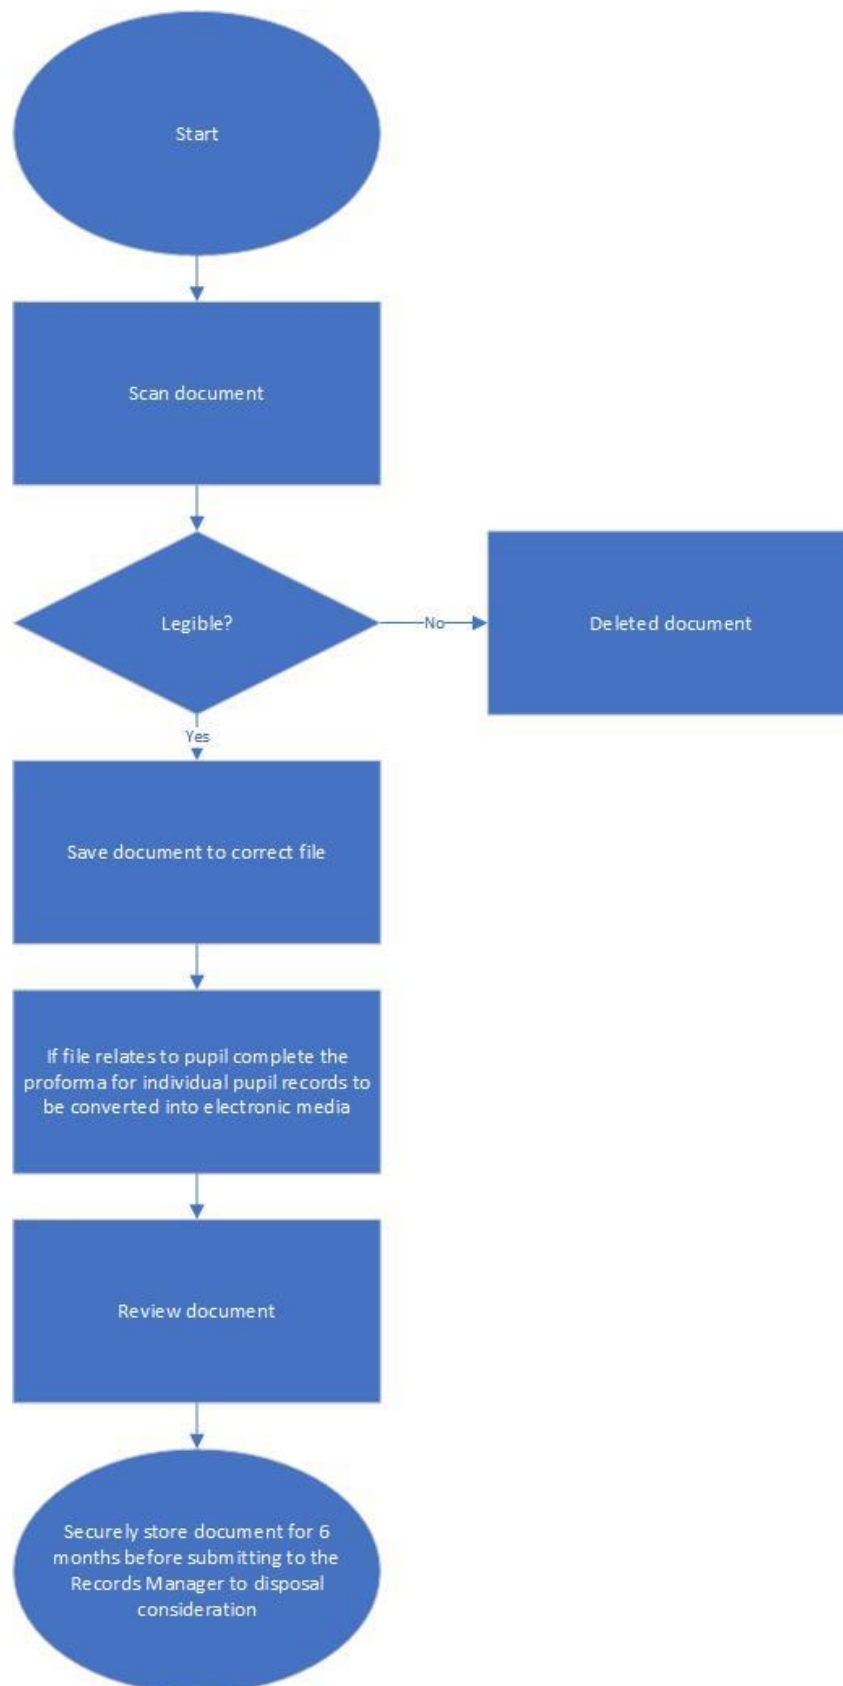 Start
Scan document
Legible?
No
Deleted document
Yes
Save document to correct file
If file relates to pupil complete the
proforma for individual pupil records to
be converted into electronic media
Review document
Securely store document for 6
months before submitting to the
Records Manager to disposal
consideration